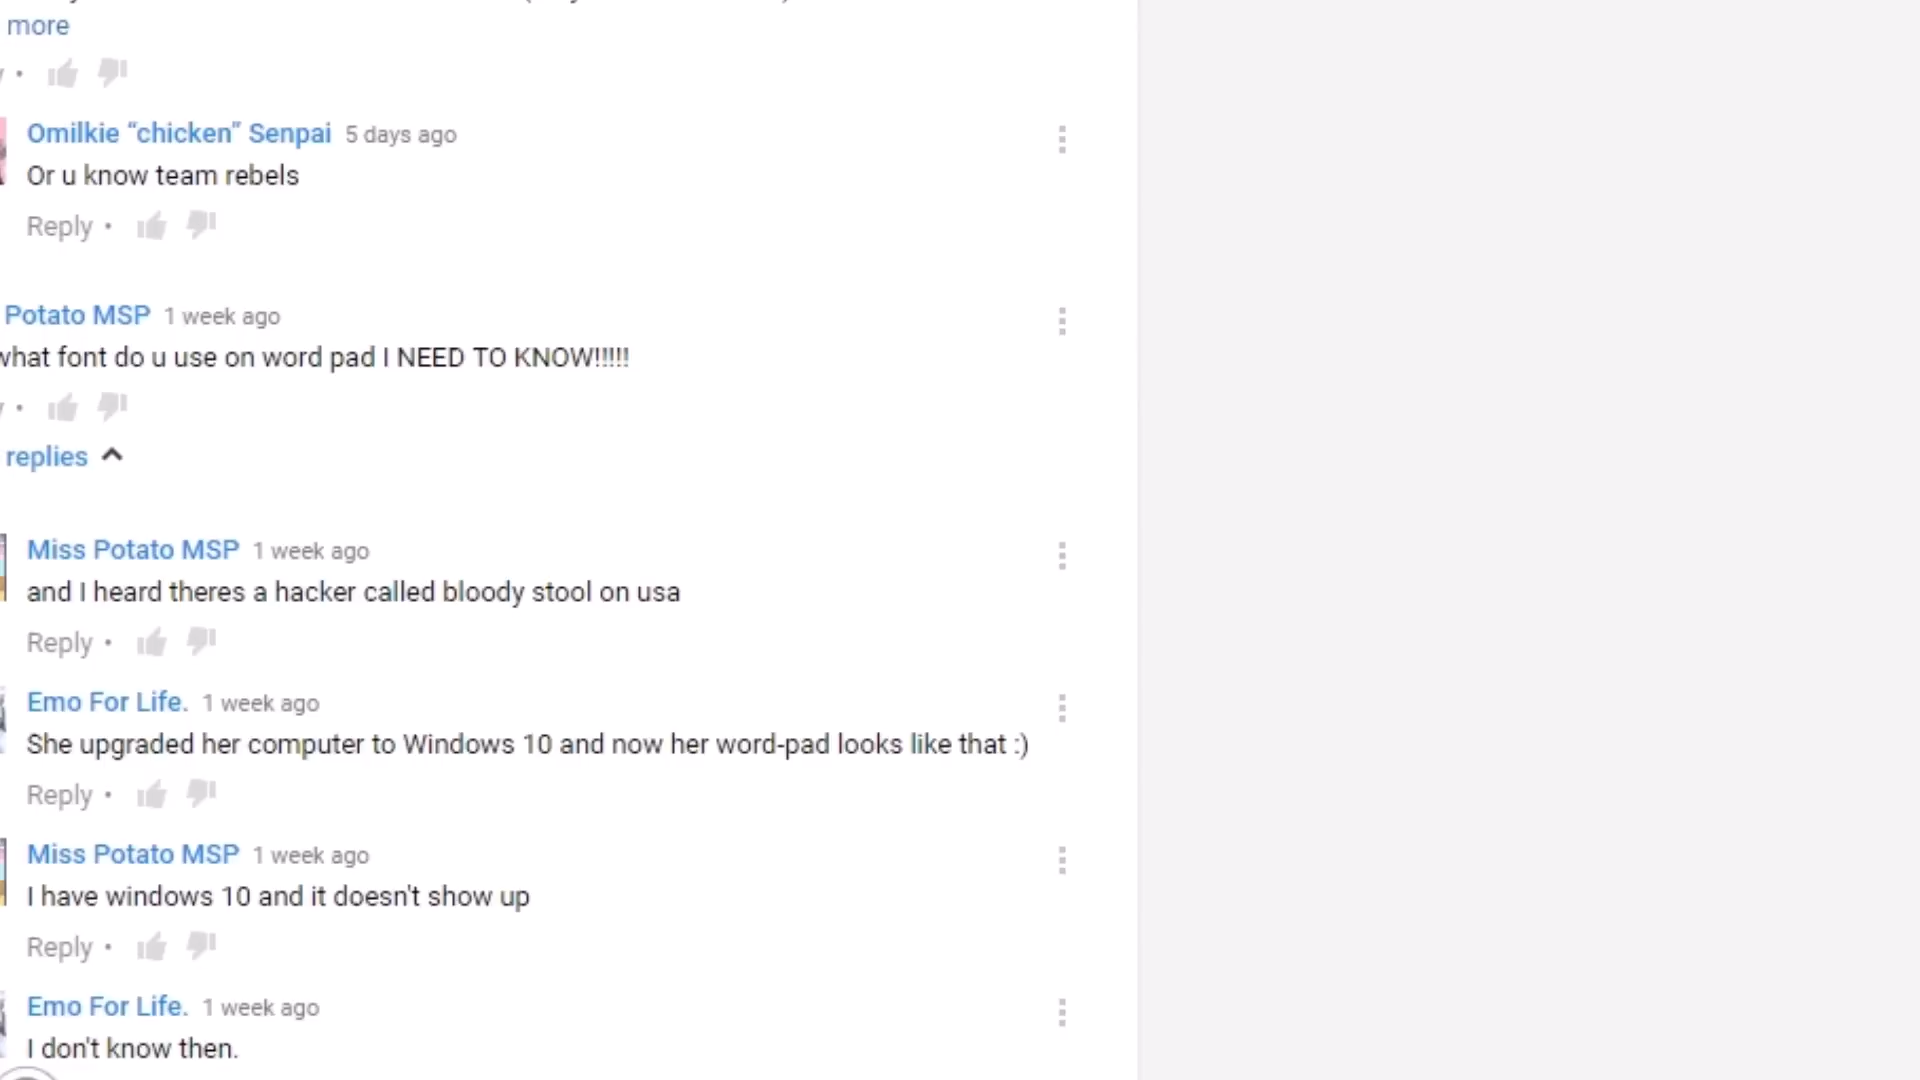 more
Omilkie “chicken” Senpai 5 days ago
Or u know team rebels
Reply •
Potato MSP 1 week ago
what font do u use on word pad I NEED TO KNOW!!!!!
replies
Miss Potato MSP 1 week ago
and I heard theres a hacker called bloody stool on usa
Reply •
Emo For Life. 1 week ago
She upgraded her computer to Windows 10 and now her word-pad looks like that :)
Reply •
Miss Potato MSP 1 week ago
I have windows 10 and it doesn't show up
Reply •
Emo For Life. 1 week ago
I don't know then.